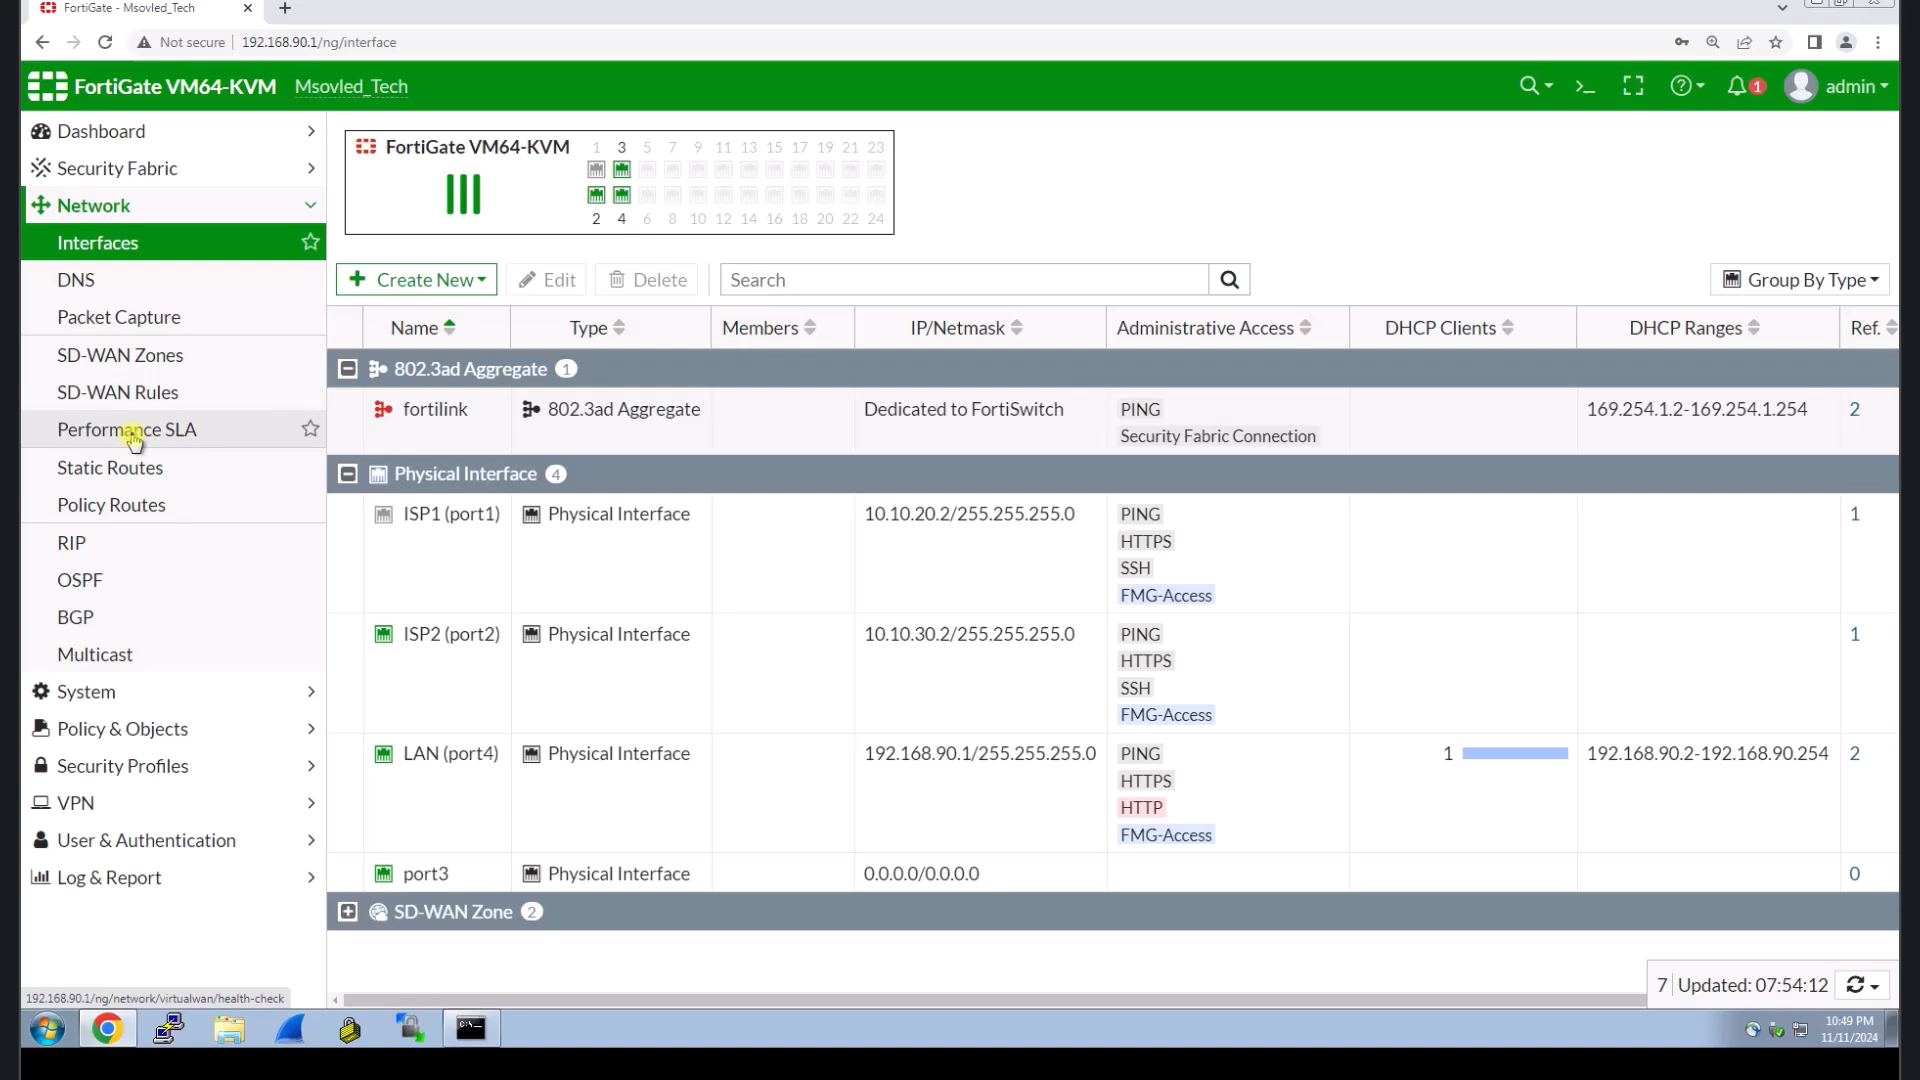 FortiGate - Msovled_Tech
Not secure 192.168.90.1/ng/interface
FortiGate VM64-KVM Msovled_Tech 1 admin
Dashboard
Security Fabric
Network
Interfaces
DNS
Packet Capture
SD-WAN Zones
SD-WAN Rules
Performance SLA
Static Routes
Policy Routes
RIP
OSPF
BGP
Multicast
System
Policy & Objects
Security Profiles
VPN
User & Authentication
Log & Report
192.168.90.1/ng/network/virtualwan/health-check
FortiGate VM64-KVM
1 3 5 7 9 11 13 15 17 19 21 23
2 4 6 8 10 12 14 16 18 20 22 24
Create New Edit Delete Search Group By Type
Name Type Members IP/Netmask Administrative Access DHCP Clients DHCP Ranges Ref.
802.3ad Aggregate 1
fortilink 802.3ad Aggregate Dedicated to FortiSwitch PING 169.254.1.2-169.254.1.254 2
Security Fabric Connection
Physical Interface 4
ISP1 (port1) Physical Interface 10.10.20.2/255.255.255.0 PING 1
HTTPS
SSH
FMG-Access
ISP2 (port2) Physical Interface 10.10.30.2/255.255.255.0 PING 1
HTTPS
SSH
FMG-Access
LAN (port4) Physical Interface 192.168.90.1/255.255.255.0 PING 1 192.168.90.2-192.168.90.254 2
HTTPS
HTTP
FMG-Access
port3 Physical Interface 0.0.0.0/0.0.0.0 0
SD-WAN Zone 2
7 Updated: 07:54:12
10:49 PM
11/11/2024